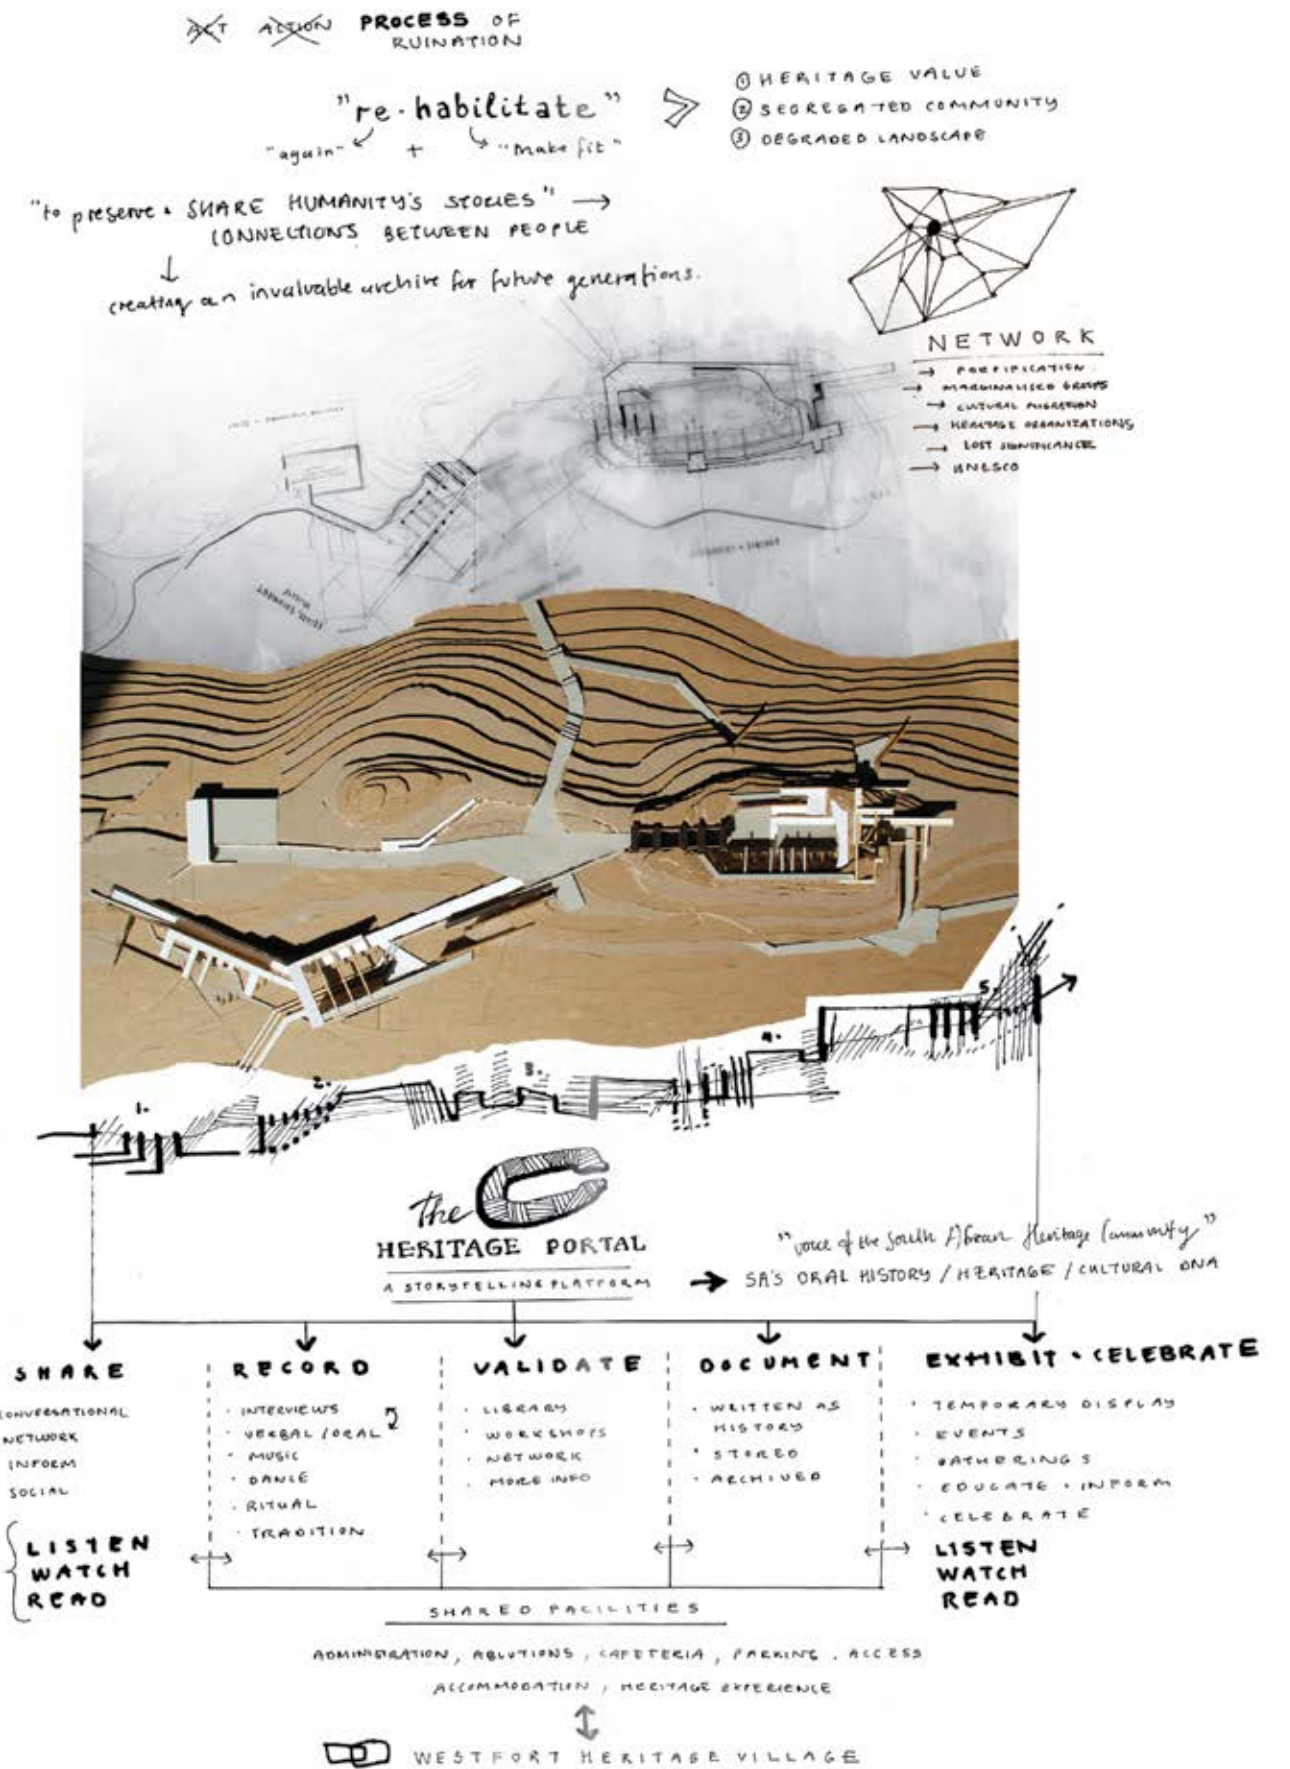 ACT ACTION PROCESS OF
RUINATION
"re·habilitate"
"again" + "Make fit"
① HERITAGE VALUE
② SEGREGATED COMMUNITY
③ DEGRADED LANDSCAPE
"to preserve + SHARE HUMANITY'S STORIES" →
CONNECTIONS BETWEEN PEOPLE
creating an invaluable archive for future generations.
NETWORK
→ FORTIFICATION
→ MARGINALISED GROUPS
→ CULTURAL MIGRATION
→ HERITAGE ORGANIZATIONS
→ LOST SIGNIFICANCE
→ UNESCO
1.
2.
3.
4.
5.
The
HERITAGE PORTAL
A STORYTELLING PLATFORM
"voice of the South African Heritage Community"
→ SA'S ORAL HISTORY / HERITAGE / CULTURAL DNA
SHARE
CONVERSATIONAL
NETWORK
INFORM
SOCIAL
LISTEN
WATCH
READ
RECORD
· INTERVIEWS
· VERBAL / ORAL
· MUSIC
· DANCE
· RITUAL
· TRADITION
VALIDATE
· LIBRARY
· WORKSHOPS
· NETWORK
· MORE INFO
DOCUMENT
· WRITTEN AS
HISTORY
· STORED
· ARCHIVED
EXHIBIT + CELEBRATE
· TEMPORARY DISPLAY
· EVENTS
· GATHERINGS
· EDUCATE + INFORM
· CELEBRATE
LISTEN
WATCH
READ
SHARED FACILITIES
ADMINISTRATION, ABLUTIONS, CAFETERIA, PARKING, ACCESS
ACCOMMODATION, HERITAGE EXPERIENCE
WESTFORT HERITAGE VILLAGE